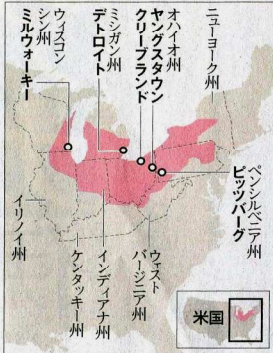 ニューヨーク州
オハイオ州
ヤングスタウン
クリーブランド
ミシガン州
デトロイト
ウィスコン
シン州
ミルウォーキー
ペンシルベニア州
ピッツバーグ
ウェスト
バージニア州
インディアナ州
ケンタッキー州
イリノイ州
米国